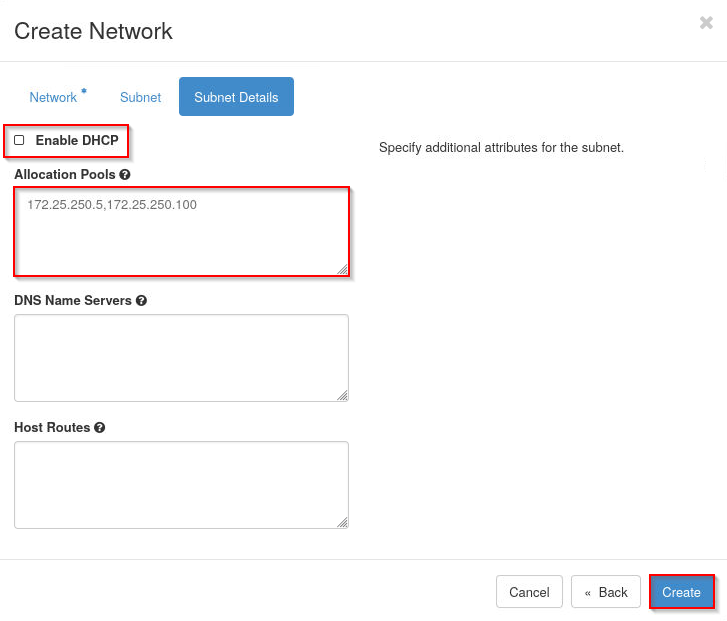 Create Network
×
Network *
Subnet
Subnet Details
Enable DHCP
Specify additional attributes for the subnet.
Allocation Pools ?
172.25.250.5,172.25.250.100
DNS Name Servers ?
Host Routes ?
Cancel
« Back
Create